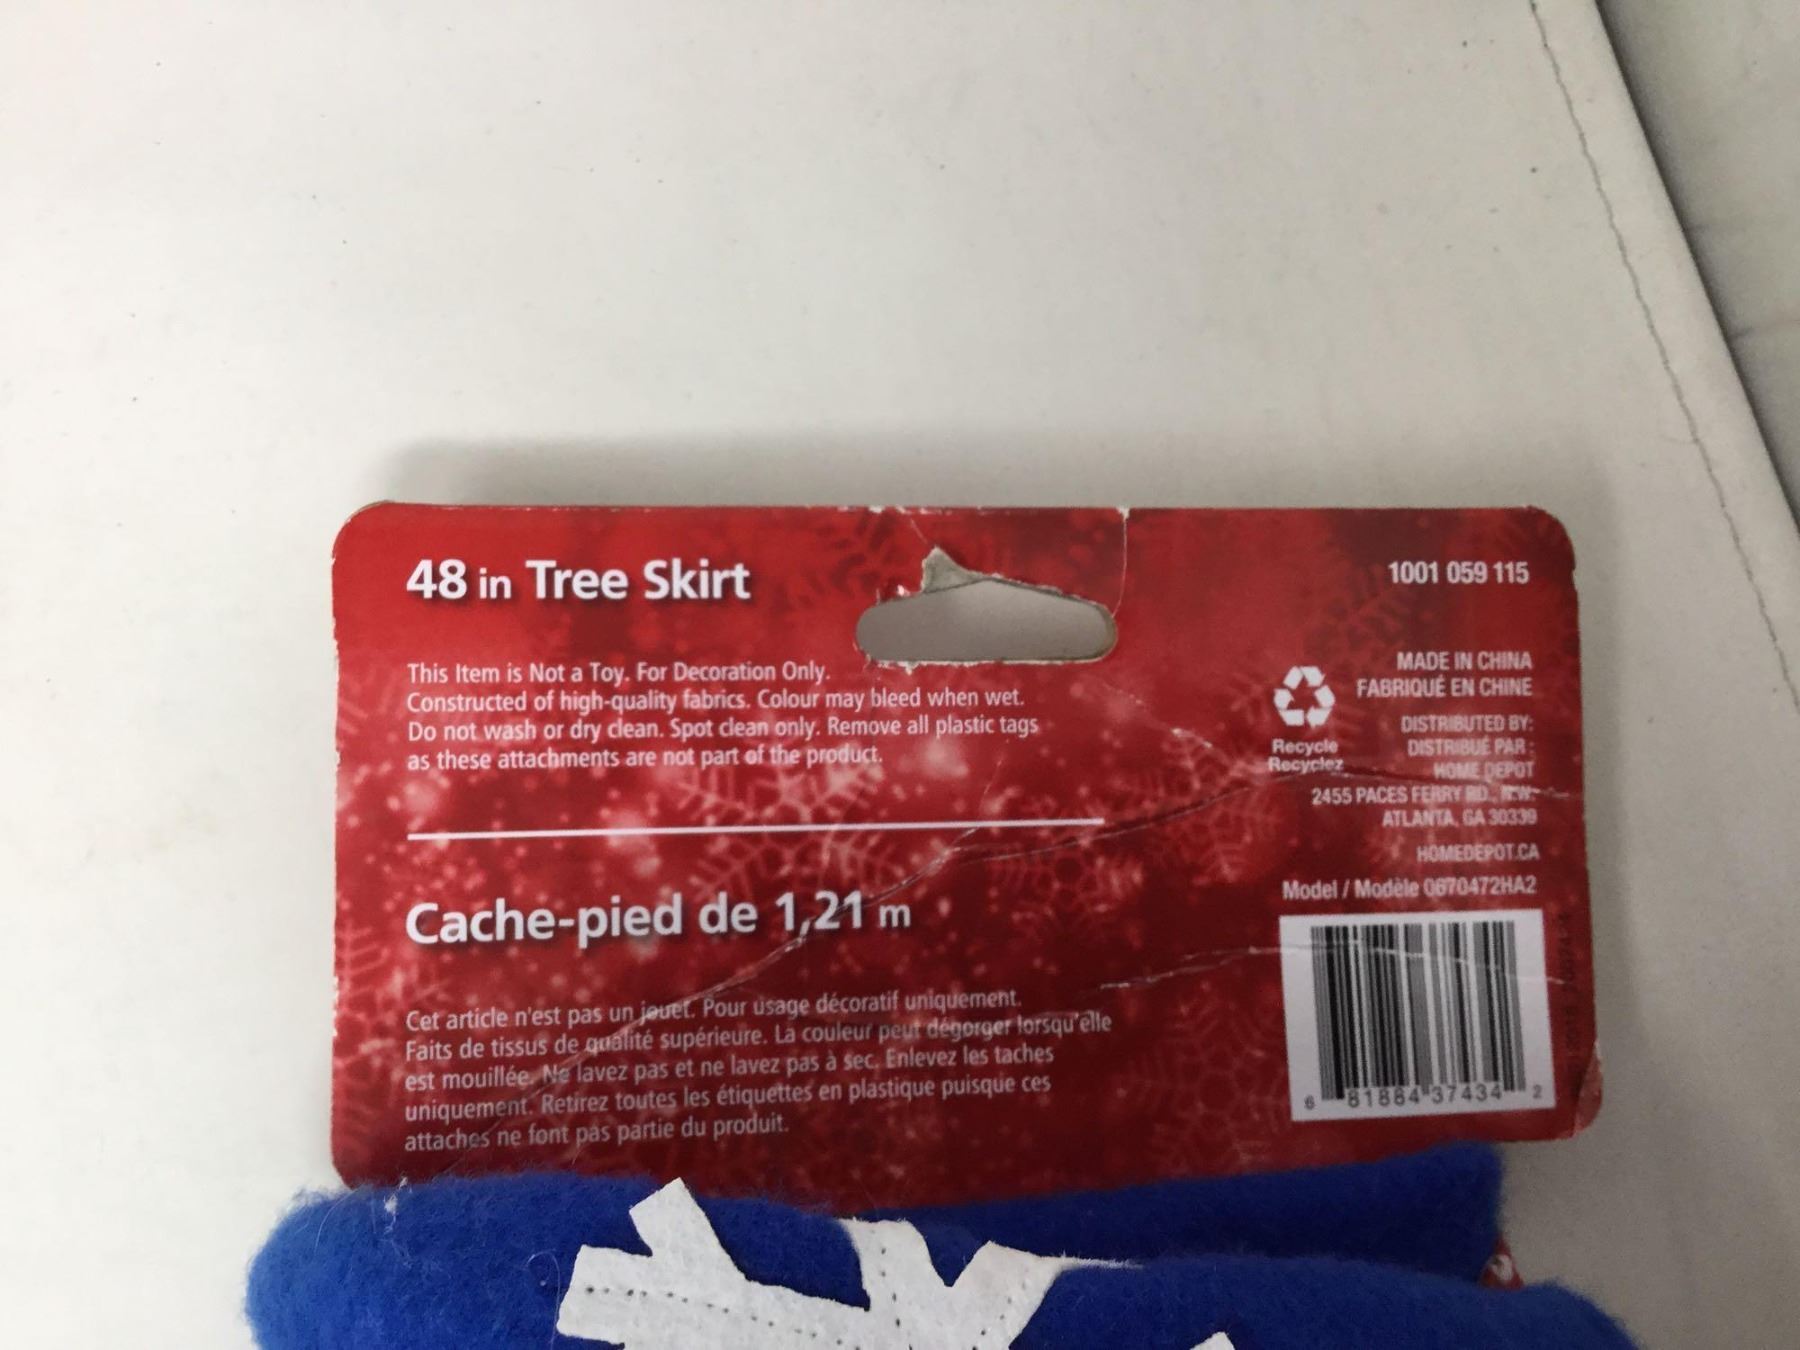 48 in Tree Skirt
This Item is Not a Toy. For Decoration Only.
Constructed of high-quality fabrics. Colour may bleed when wet.
Do not wash or dry clean. Spot clean only. Remove all plastic tags
as these attachments are not part of the product.
Cache-pied de 1,21 m
Cet article n'est pas un jouet. Pour usage décoratif uniquement.
Faits de tissus de qualité supérieure. La couleur peut dégorger lorsqu'elle
est mouillée. Ne lavez pas et ne lavez pas à sec. Enlevez les taches
uniquement. Retirez toutes les étiquettes en plastique puisque ces
attaches ne font pas partie du produit.
1001 059 115
MADE IN CHINA
FABRIQUÉ EN CHINE
Recycle
Recyclez
DISTRIBUTED BY:
DISTRIBUÉ PAR :
HOME DEPOT
2455 PACES FERRY RD., N.W.
ATLANTA, GA 30339
HOMEDEPOT.CA
Model / Modèle 0670472HA2
6 81884 37434 2